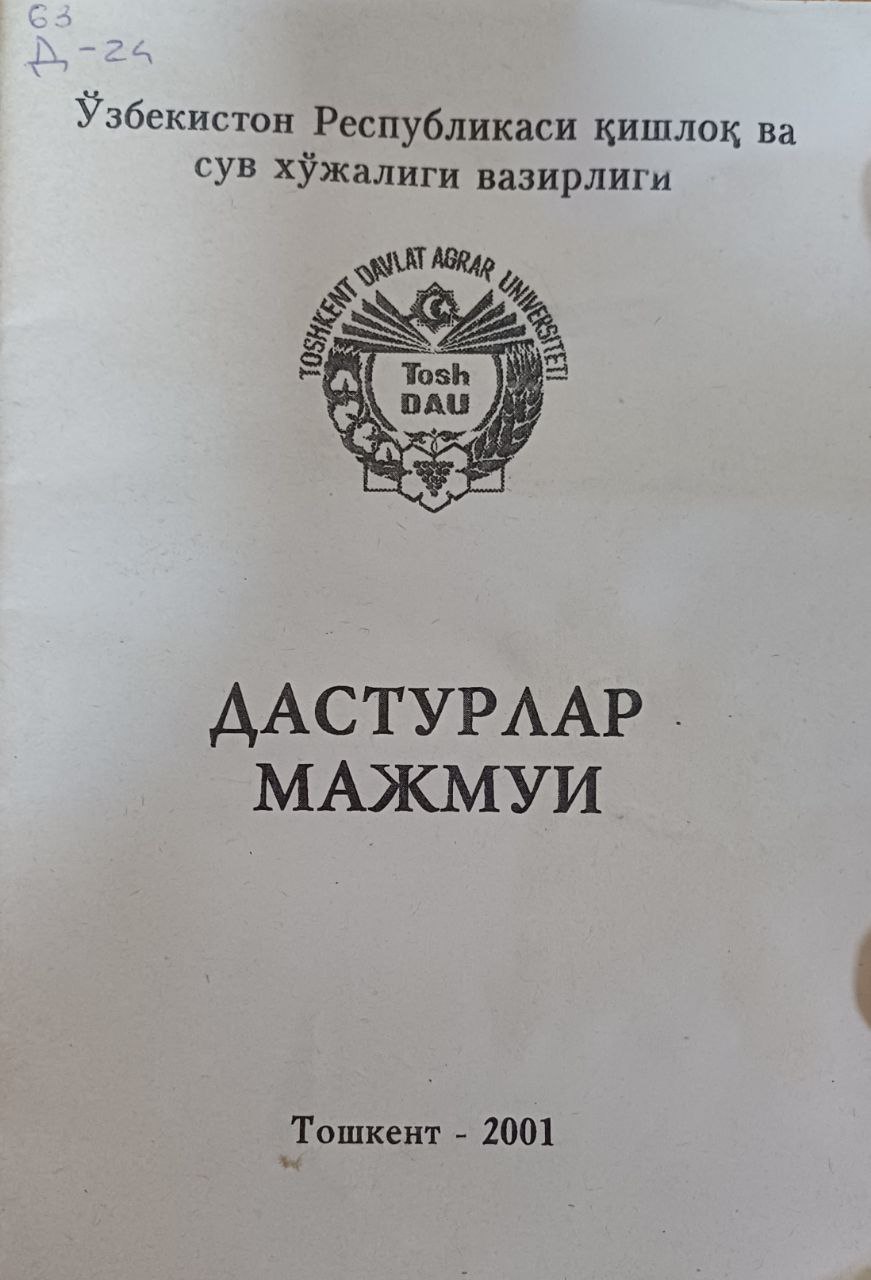 63
Д-24
Ўзбекистон Республикаси қишлоқ ва
сув хўжалиги вазирлиги
TOSHKENT DAVLAT AGRAR UNIVERSITETI
Tosh
DAU
ДАСТУРЛАР
МАЖМУИ
Тошкент - 2001